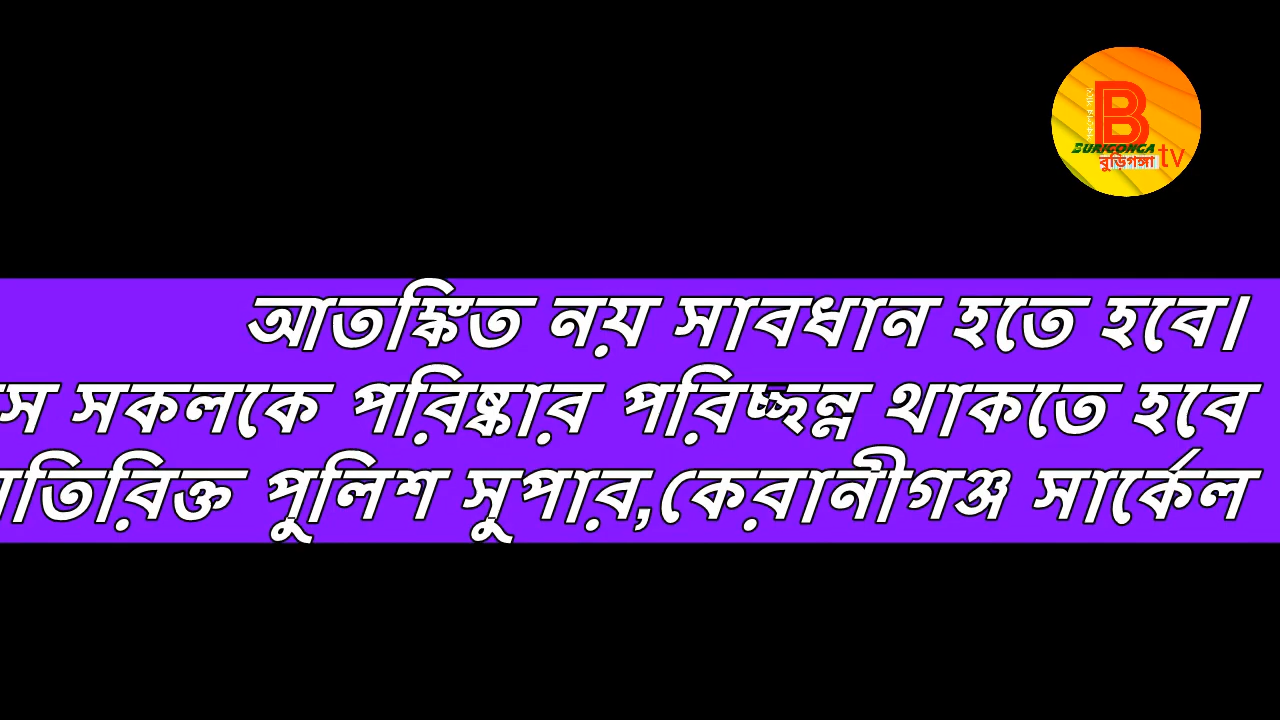 B
BURIGONGA
বুড়িগঙ্গা tv
আতঙ্কিত নয় সাবধান হতে হবে।
সকলকে পরিষ্কার পরিচ্ছন্ন থাকতে হবে
পুলিশ সুপার,কেরানীগঞ্জ সার্কেল